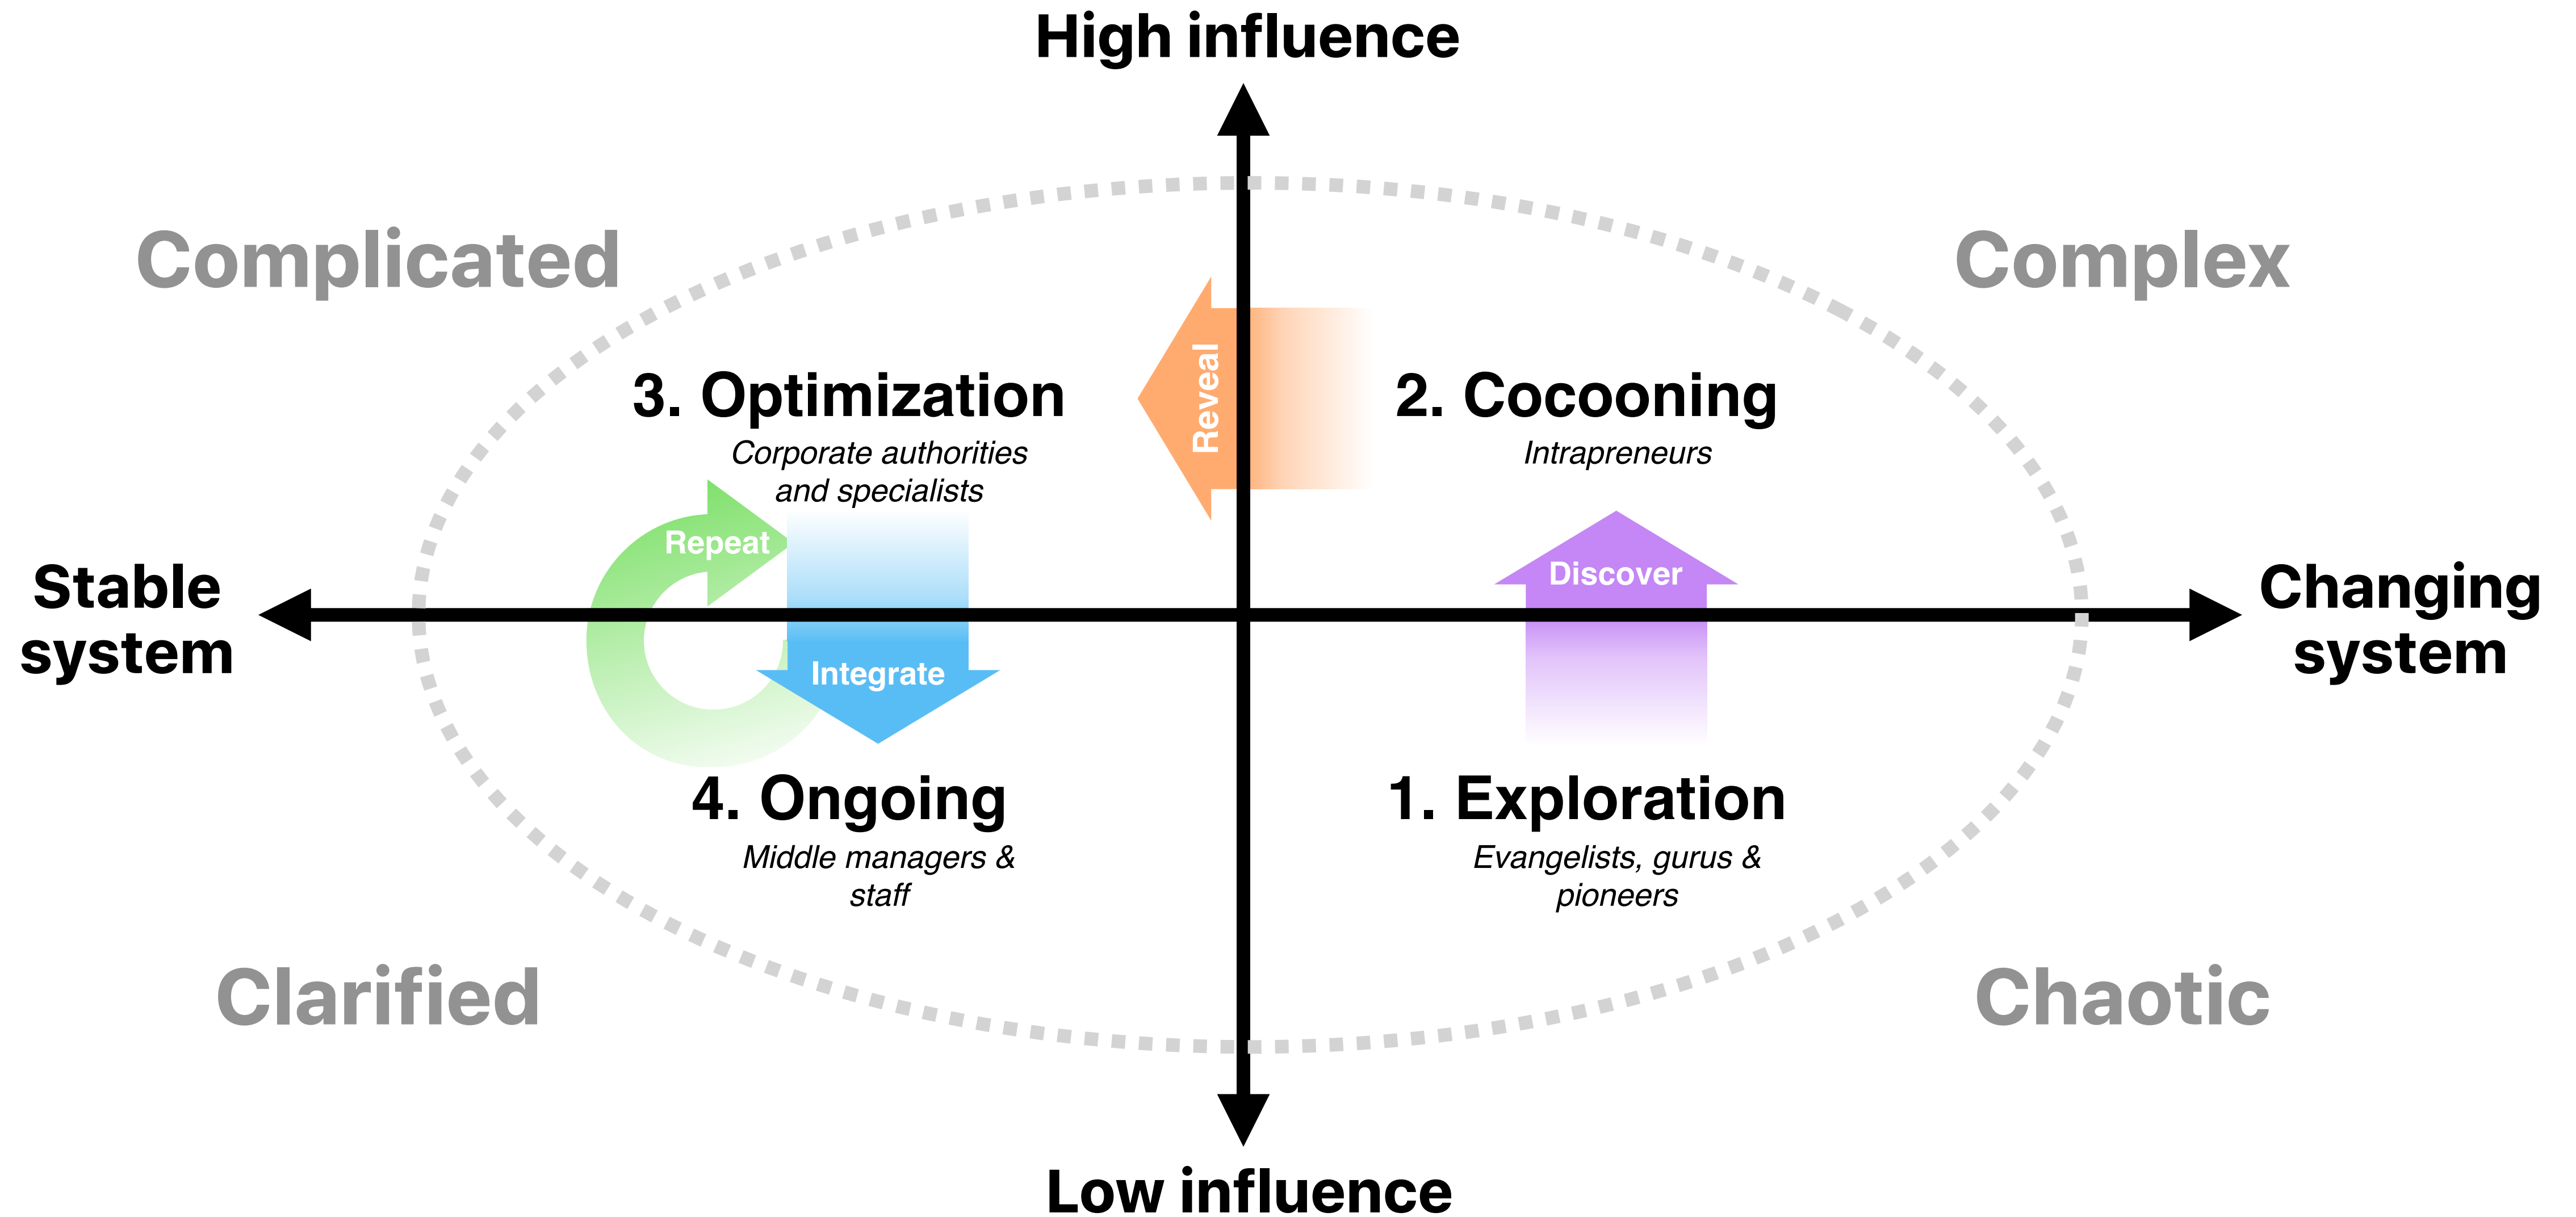 High influence
Complicated
Complex
Reveal
3. Optimization
Corporate authorities
and specialists
2. Cocooning
Intrapreneurs
Repeat
Discover
Stable
system
Changing
system
Integrate
4. Ongoing
Middle managers &
staff
1. Exploration
Evangelists, gurus &
pioneers
Clarified
Chaotic
Low influence